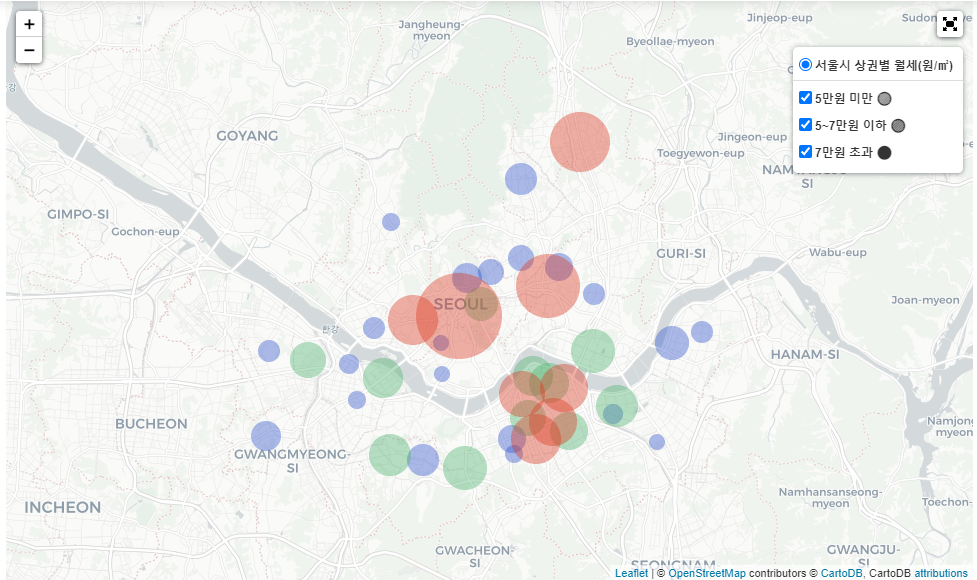 +
−
Jangheung-
myeon
Jinjeop-eup
Sudon
Byeollae-myeon
서울시 상권별 월세(원/㎡)
5만원 미만
5~7만원 이하
7만원 초과
GOYANG
Jingeon-eup
Toegyewon-eup
SI
GIMPO-SI
Gochon-eup
GURI-SI
Wabu-eup
SEOUL
Joan-myeon
한강
HANAM-SI
BUCHEON
GWANGMYEONG-
SI
Namjong
myeon
INCHEON
Namhansanseong-
myeon
Toechon-
GWACHEON-
SI
GWANGJU-
SI
SEONGNAM
Leaflet | © OpenStreetMap contributors © CartoDB, CartoDB attributions